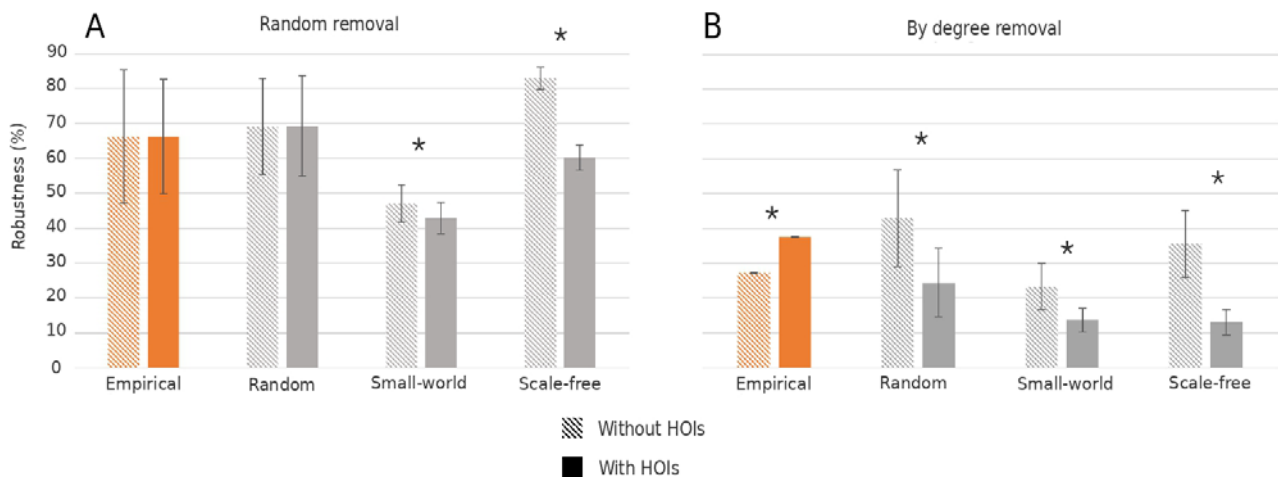 A
Random removal
*
90
80
70
60
50
40
30
20
10
0
Robustness (%)
*
Empirical
Random
Small-world
Scale-free
B
By degree removal
*
*
*
*
Empirical
Random
Small-world
Scale-free
Without HOIs
With HOIs